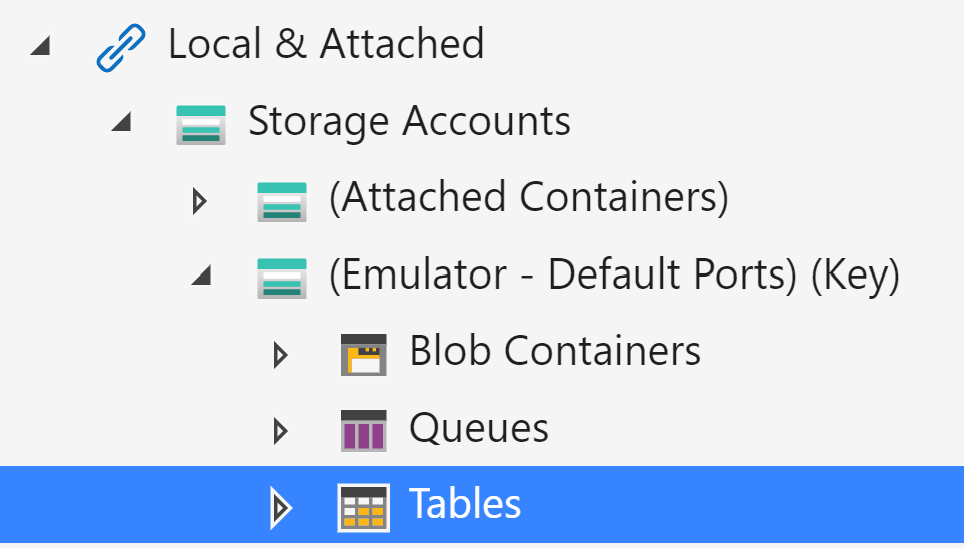 Local & Attached
Storage Accounts
(Attached Containers)
(Emulator - Default Ports) (Key)
Blob Containers
Queues
Tables